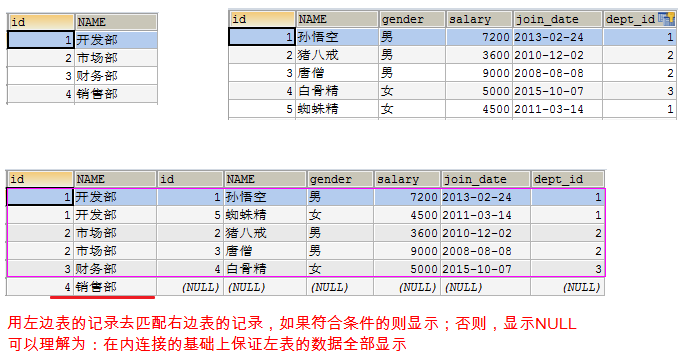 id NAME
1 开发部
2 市场部
3 财务部
4 销售部
id NAME gender salary join_date dept_id
1 孙悟空 男 7200 2013-02-24 1
2 猪八戒 男 3600 2010-12-02 2
3 唐僧 男 9000 2008-08-08 2
4 白骨精 女 5000 2015-10-07 3
5 蜘蛛精 女 4500 2011-03-14 1
id NAME id NAME gender salary join_date dept_id
1 开发部 1 孙悟空 男 7200 2013-02-24 1
1 开发部 5 蜘蛛精 女 4500 2011-03-14 1
2 市场部 2 猪八戒 男 3600 2010-12-02 2
2 市场部 3 唐僧 男 9000 2008-08-08 2
3 财务部 4 白骨精 女 5000 2015-10-07 3
4 销售部 (NULL) (NULL) (NULL) (NULL) (NULL) (NULL)
用左边表的记录去匹配右边表的记录，如果符合条件的则显示；否则，显示NULL
可以理解为：在内连接的基础上保证左表的数据全部显示